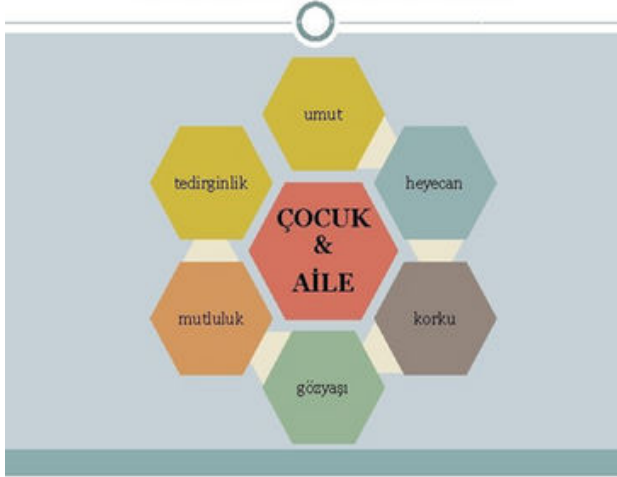 umut
tedirginlik
heyecan
ÇOCUK
&
AİLE
mutluluk
korku
gözyaşı